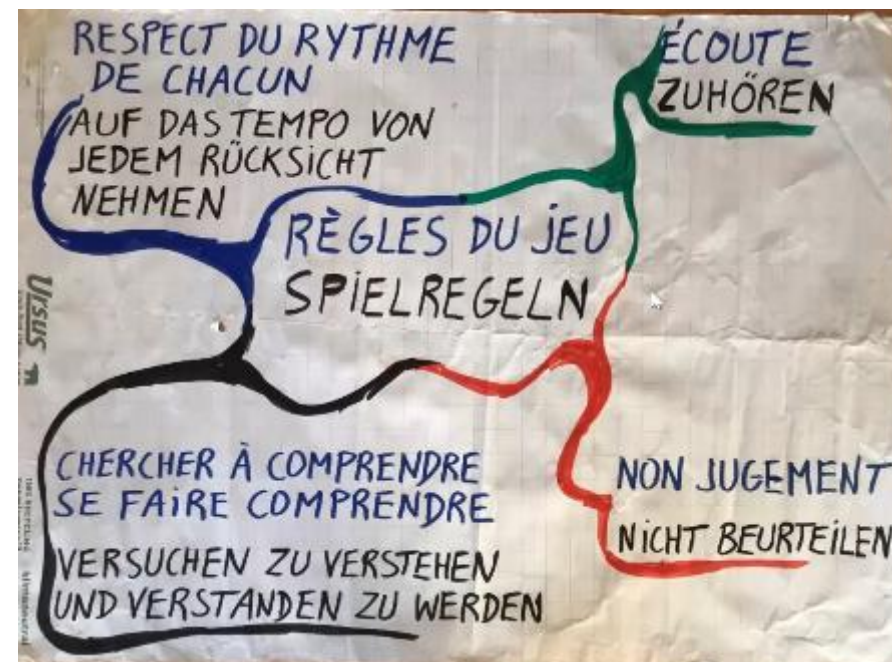 RESPECT DU RYTHME
DE CHACUN
AUF DAS TEMPO VON
JEDEM RÜCKSICHT
NEHMEN
ÉCOUTE
ZUHÖREN
RÈGLES DU JEU
SPIELREGELN
CHERCHER À COMPRENDRE
SE FAIRE COMPRENDRE
VERSUCHEN ZU VERSTEHEN
UND VERSTANDEN ZU WERDEN
NON JUGEMENT
NICHT BEURTEILEN
Ursus